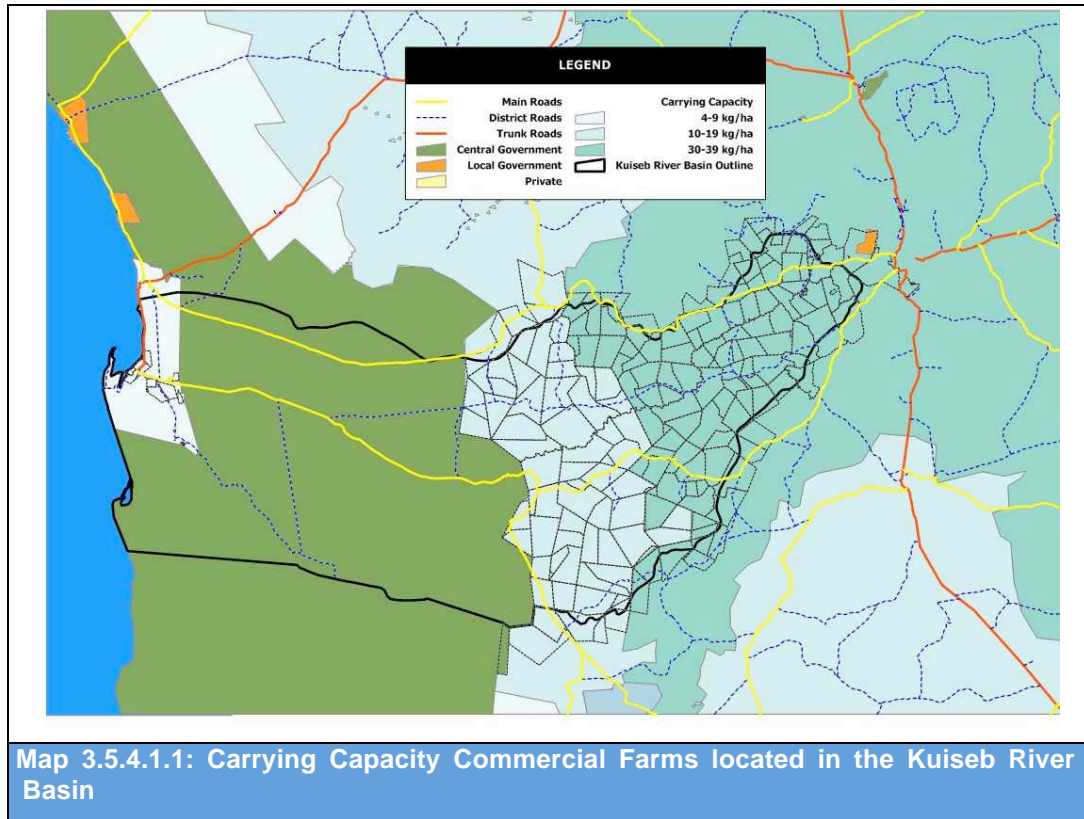 LEGEND
Main Roads
District Roads
Trunk Roads
Central Government
Local Government
Private
Carrying Capacity
4-9 kg/ha
10-19 kg/ha
30-39 kg/ha
Kuiseb River Basin Outline
Map 3.5.4.1.1: Carrying Capacity Commercial Farms located in the Kuiseb River
Basin